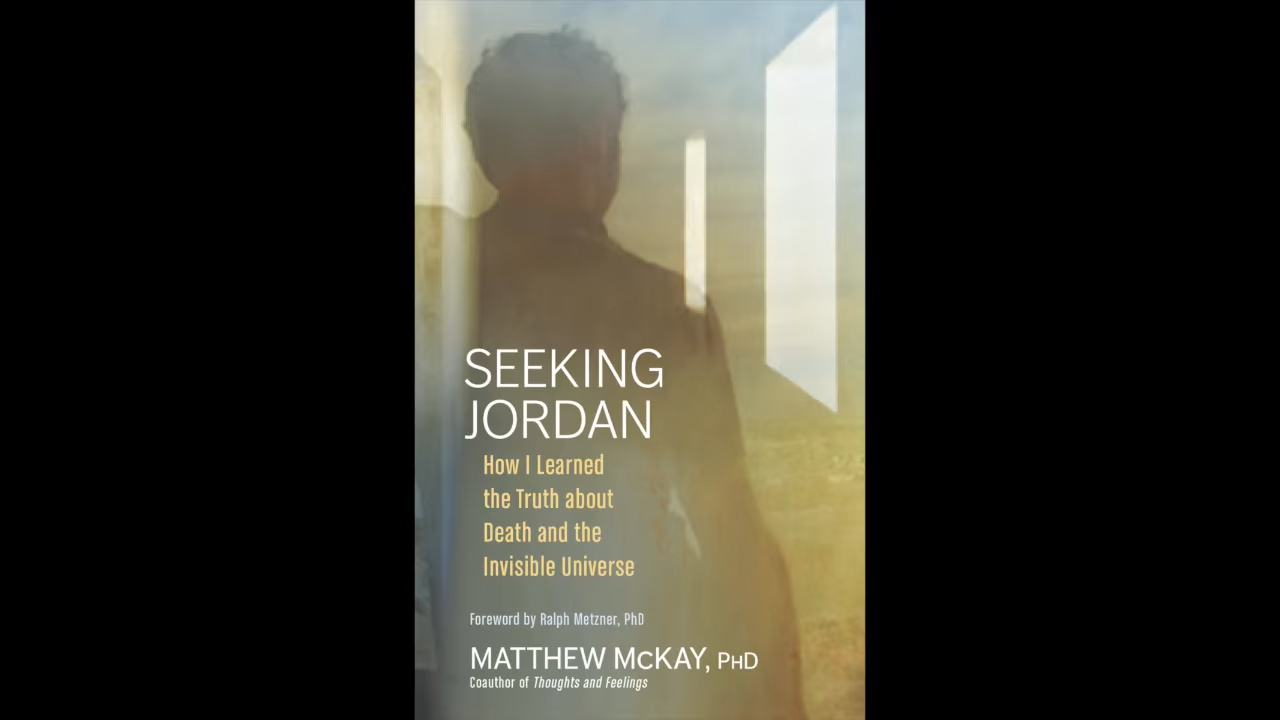 SEEKING
JORDAN
How I Learned
the Truth about
Death and the
Invisible Universe
Foreword by Ralph Metzner, PhD
MATTHEW McKAY, PhD
Coauthor of Thoughts and Feelings